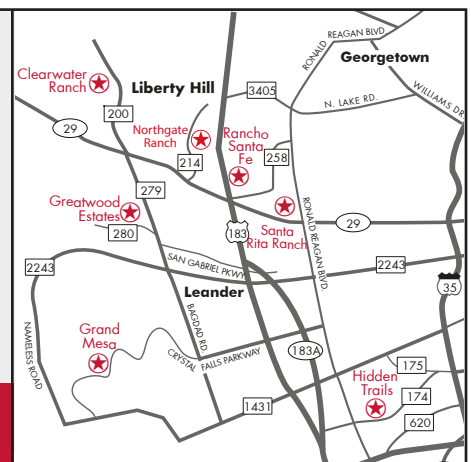 REAGAN BLVD
RONALD
Georgetown
Clearwater
Ranch
Liberty Hill
3405
WILLIAMS DR.
N. LAKE RD.
200
29
Northgate
Ranch
Rancho
Santa
Fe
258
214
279
Greatwood
Estates
280
183
Santa
Rita Ranch
RONALD REAGAN BLVD.
29
2243
SAN GABRIEL PKWY
2243
35
Leander
NAMELESS ROAD
BAGDAD RD.
Grand
Mesa
CRYSTAL FALLS PARKWAY
183A
175
Hidden
Trails
174
1431
620